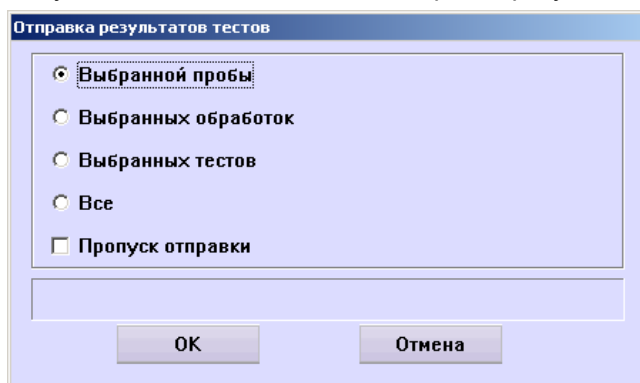 Отправка результатов тестов
Выбранной пробы
Выбранных обработок
Выбранных тестов
Все
Пропуск отправки
OK Отмена